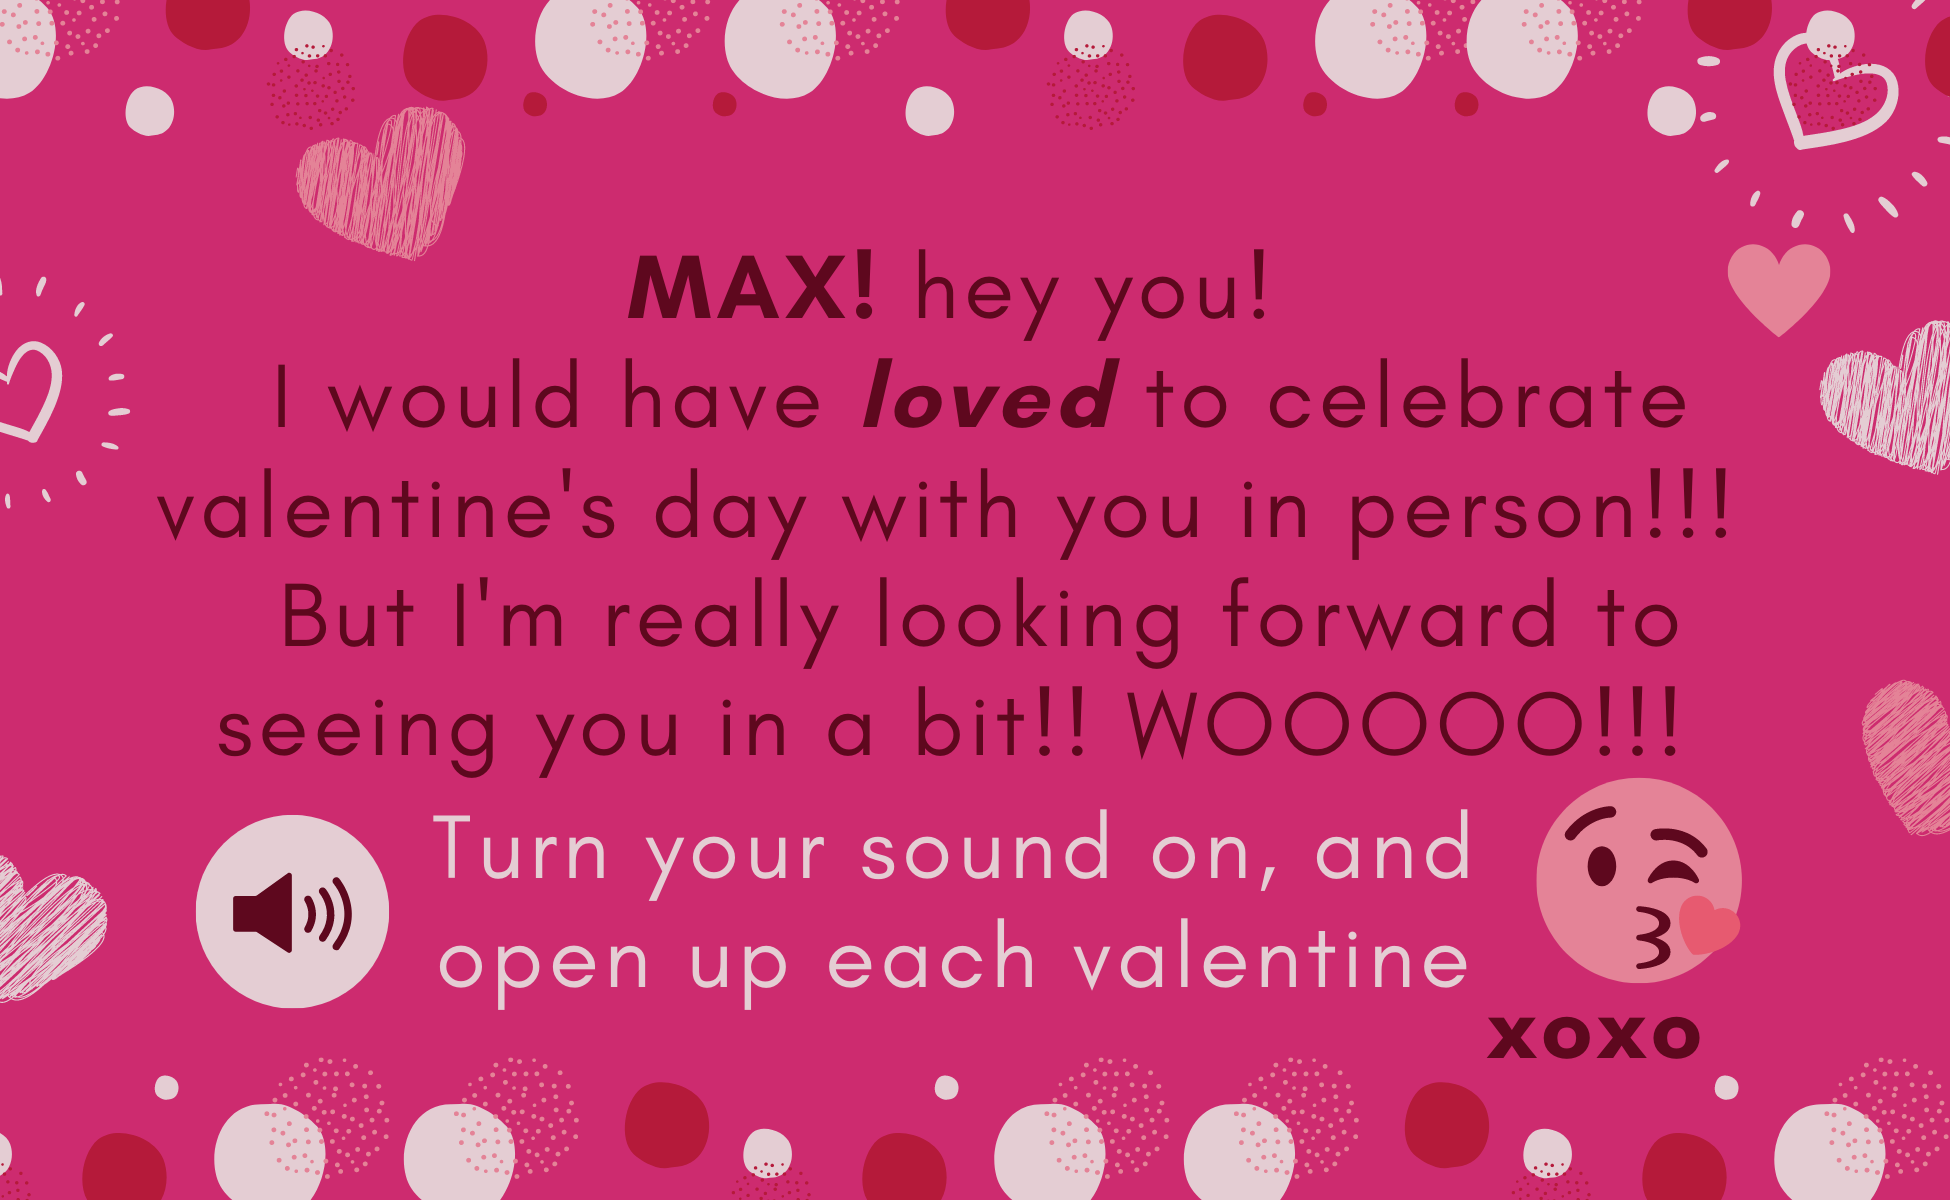 MAX! hey you!
I would have loved to celebrate
valentine's day with you in person!!!
But I'm really looking forward to
seeing you in a bit!! WOOOOO!!!
Turn your sound on, and
open up each valentine
xoxo